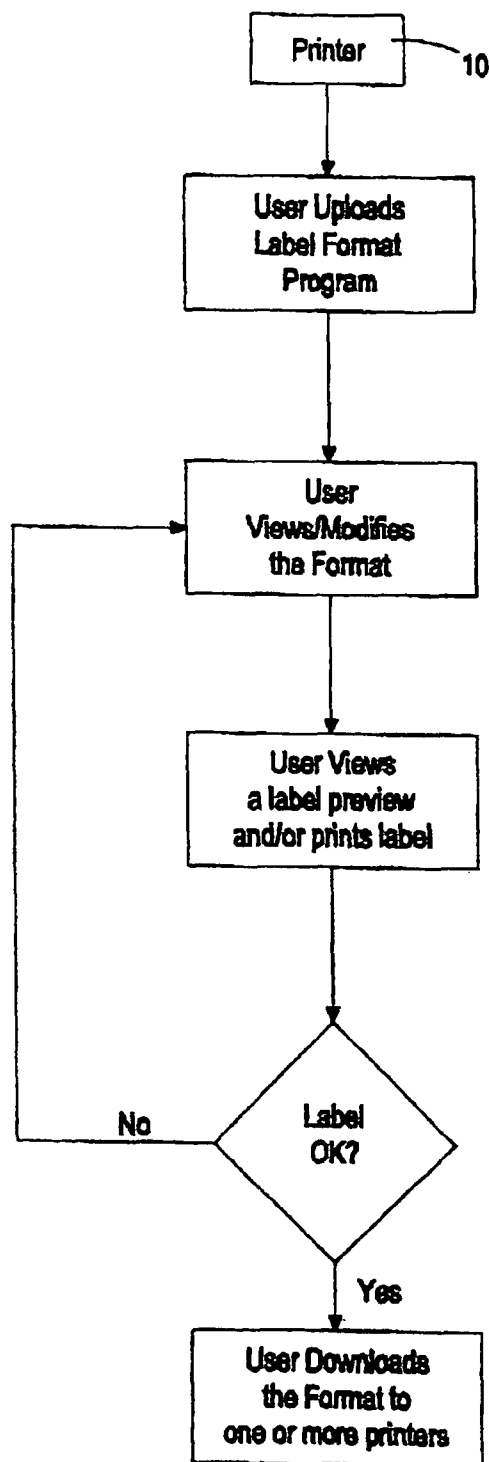 Printer
10
User Uploads
Label Format
Program
User
Views/Modifies
the Format
User Views
a label preview
and/or prints label
Label
OK?
No
Yes
User Downloads
the Format to
one or more printers